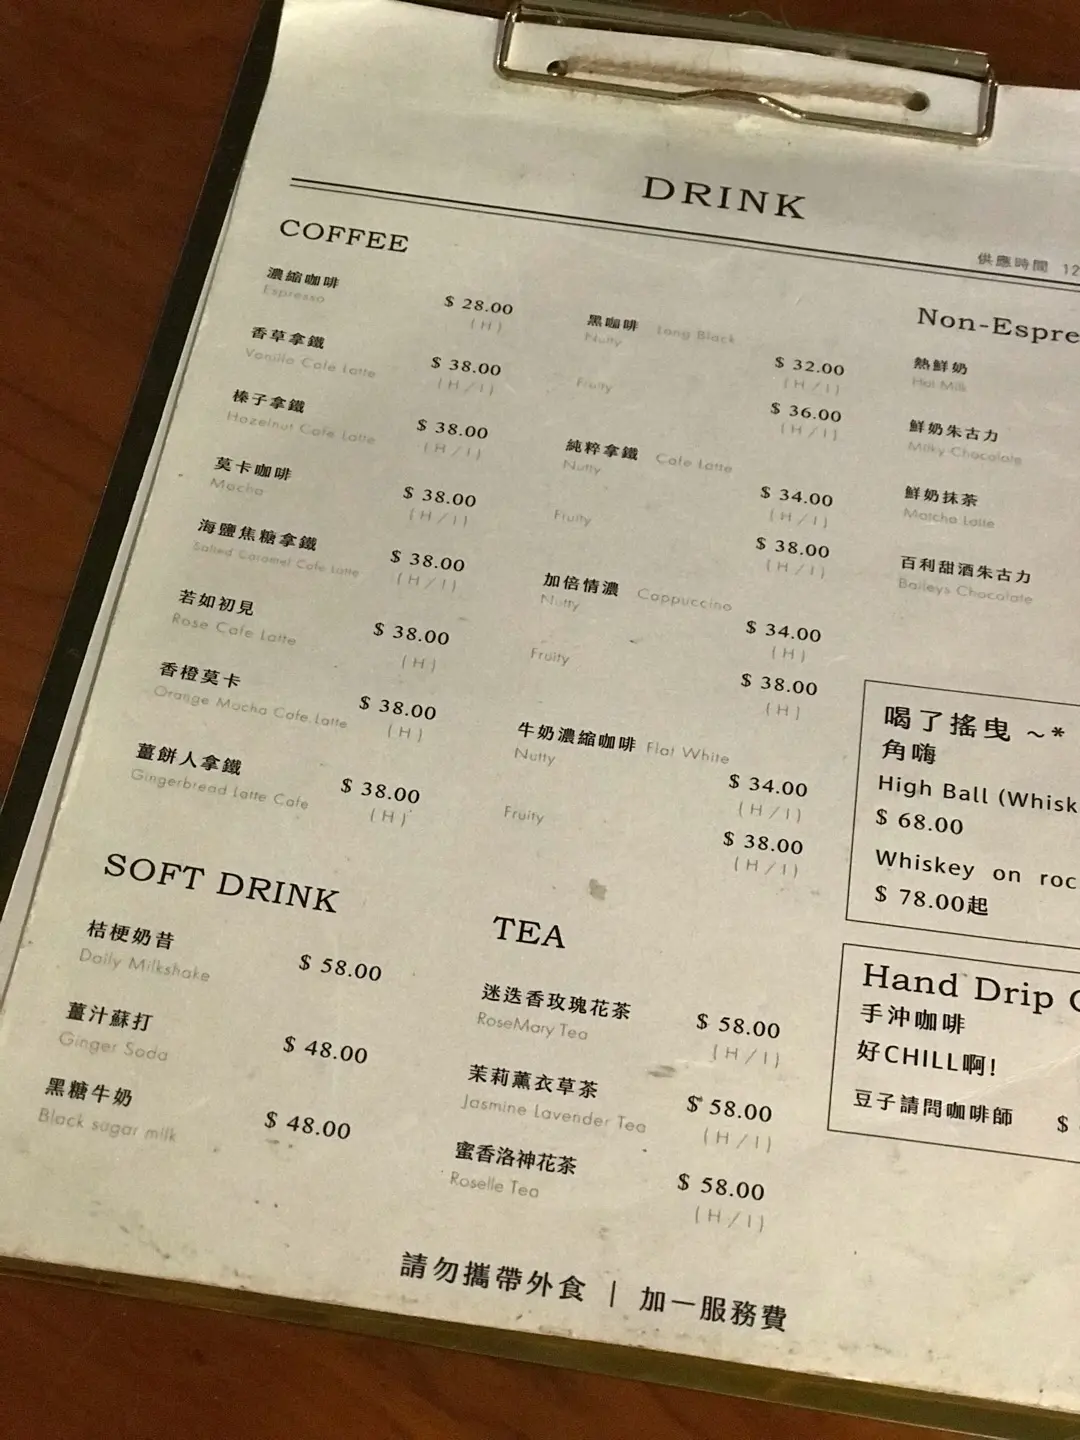 DRINK
供應時間 12
COFFEE
濃縮咖啡
Espresso
$ 28.00
(H)
香草拿鐵
Vanilla Cafe Latte
$ 38.00
(H/I)
榛子拿鐵
Hazelnut Cafe Latte
$ 38.00
(H/I)
莫卡咖啡
Mocha
$ 38.00
(H/I)
海鹽焦糖拿鐵
Salted Caramel Cafe Latte
$ 38.00
(H/I)
若如初見
Rose Cafe Latte
$ 38.00
(H)
香橙莫卡
Orange Mocha Cafe Latte
$ 38.00
(H)
薑餅人拿鐵
Gingerbread Latte Cafe
$ 38.00
(H)
黑咖啡 Long Black
Nutty
$ 32.00
(H/I)
Fruity
$ 36.00
(H/I)
純粹拿鐵 Cafe Latte
Nutty
$ 34.00
(H/I)
Fruity
$ 38.00
(H/I)
加倍情濃 Cappuccino
Nutty
$ 34.00
(H)
Fruity
$ 38.00
(H)
牛奶濃縮咖啡 Flat White
Nutty
$ 34.00
(H/I)
Fruity
$ 38.00
(H/I)
Non-Espre
熱鮮奶
Hot Milk
鮮奶朱古力
Milky Chocolate
鮮奶抹茶
Matcha Latte
百利甜酒朱古力
Baileys Chocolate
喝了搖曳 ~*
角嗨
High Ball (Whisk
$ 68.00
Whiskey on roc
$ 78.00起
Hand Drip
手沖咖啡
好CHILL啊!
豆子請問咖啡師 $
SOFT DRINK
桔梗奶昔
Daily Milkshake
$ 58.00
薑汁蘇打
Ginger Soda
$ 48.00
黑糖牛奶
Black sugar milk
$ 48.00
TEA
迷迭香玫瑰花茶
RoseMary Tea
$ 58.00
(H/I)
茉莉薰衣草茶
Jasmine Lavender Tea
$ 58.00
(H/I)
蜜香洛神花茶
Roselle Tea
$ 58.00
(H/I)
請勿攜帶外食 | 加一服務費